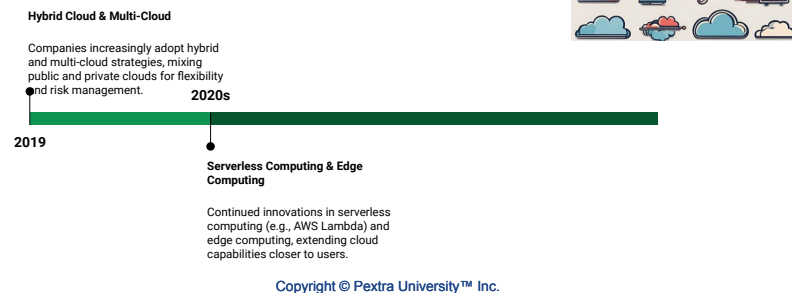 Hybrid Cloud & Multi-Cloud
Companies increasingly adopt hybrid
and multi-cloud strategies, mixing
public and private clouds for flexibility
and risk management.
2020s
2019
Serverless Computing & Edge
Computing
Continued innovations in serverless
computing (e.g., AWS Lambda) and
edge computing, extending cloud
capabilities closer to users.
Copyright © Pextra University™ Inc.